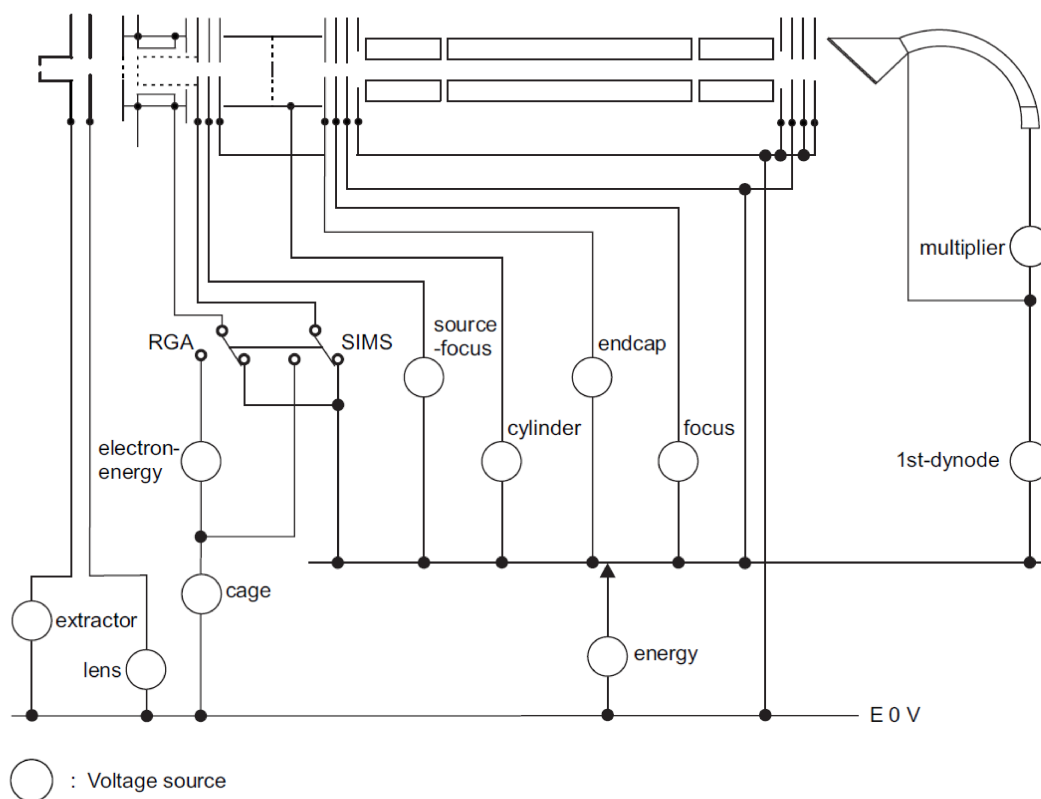 multiplier
source
-focus
RGA
SIMS
endcap
cylinder
focus
electron-
energy
1st-dynode
cage
extractor
lens
energy
E 0 V
: Voltage source